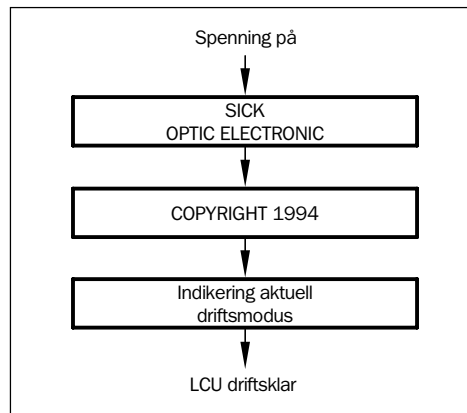 Spenning på
SICK
OPTIC ELECTRONIC
COPYRIGHT 1994
Indikering aktuell
driftsmodus
LCU driftsklar